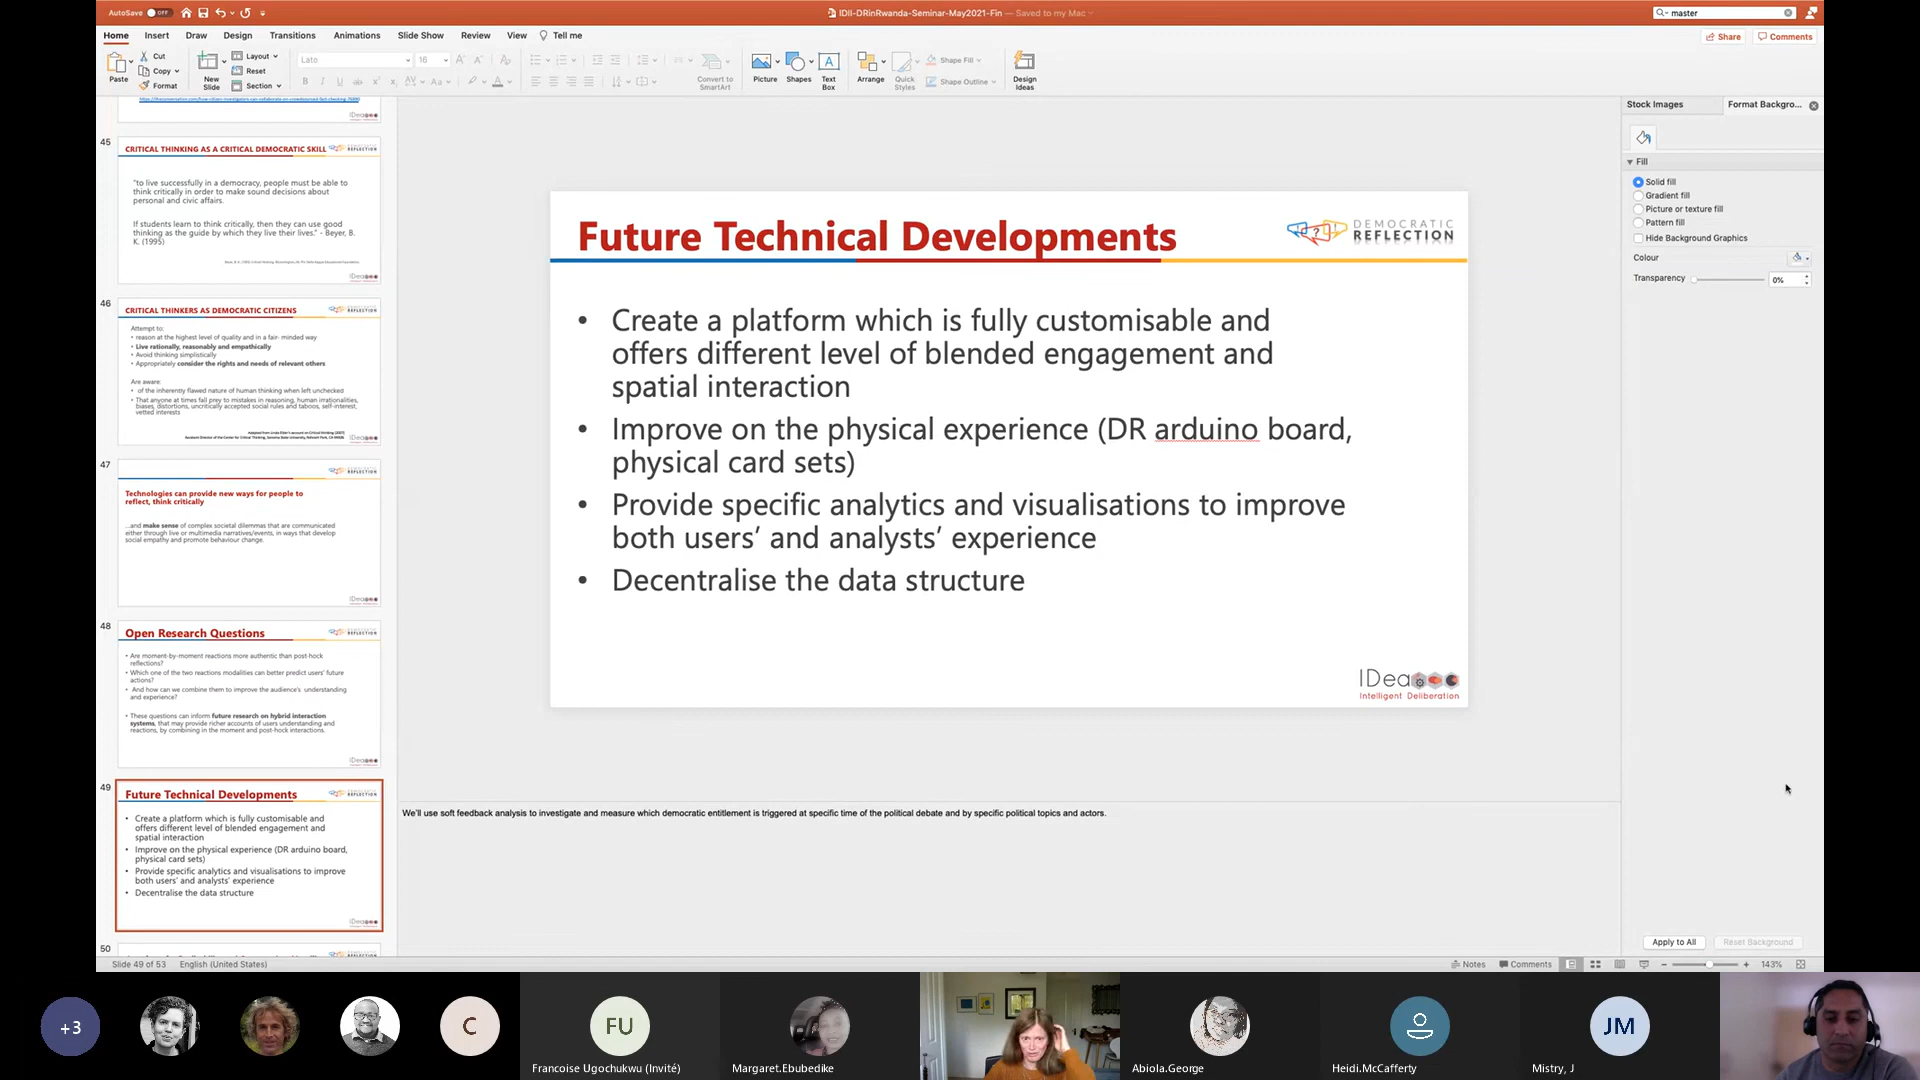 AutoSave OFF
IDII-DRinRwanda-Seminar-May2021-Fin — Saved to my Mac
master
Home Insert Draw Design Transitions Animations Slide Show Review View Tell me
Share Comments
Paste Cut Copy Format
New Slide Layout Reset Section
Lato 16
Convert to SmartArt
Picture Shapes Text Box Arrange Quick Styles Shape Fill Shape Outline Design Ideas
45
CRITICAL THINKING AS A CRITICAL DEMOCRATIC SKILL
"to live successfully in a democracy, people must be able to
think critically in order to make sound decisions about
personal and civic affairs.
If students learn to think critically, then they can use good
thinking as the guide by which they live their lives." - Beyer, B.
K. (1995)
46
CRITICAL THINKERS AS DEMOCRATIC CITIZENS
Attempt to:
• reason at the highest level of quality and in a fair- minded way
• Live rationally, reasonably and empathically
• Avoid thinking simplistically
• Appropriately consider the rights and needs of relevant others
Are aware:
• of the inherently flawed nature of human thinking when left unchecked
• That anyone at times fall prey to mistakes in reasoning, human irrationalities,
biases, distortions, uncritically accepted social rules and taboos, self-interest,
vetted interests
47
Technologies can provide new ways for people to
reflect, think critically
...and make sense of complex societal dilemmas that are communicated
either through live or multimedia narratives/events, in ways that develop
social empathy and promote behaviour change.
48
Open Research Questions
• Are moment-by-moment reactions more authentic than post-hock
reflections?
• Which one of the two reactions modalities can better predict users' future
actions?
• And how can we combine them to improve the audience's understanding
and experience?
• These questions can inform future research on hybrid interaction
systems, that may provide richer accounts of users understanding and
reactions, by combining in the moment and post-hock interactions.
49
Future Technical Developments
• Create a platform which is fully customisable and
offers different level of blended engagement and
spatial interaction
• Improve on the physical experience (DR arduino board,
physical card sets)
• Provide specific analytics and visualisations to improve
both users' and analysts' experience
• Decentralise the data structure
50
Future Technical Developments
DEMOCRATIC
REFLECTION
• Create a platform which is fully customisable and
offers different level of blended engagement and
spatial interaction
• Improve on the physical experience (DR arduino board,
physical card sets)
• Provide specific analytics and visualisations to improve
both users' and analysts' experience
• Decentralise the data structure
IDea
Intelligent Deliberation
We'll use soft feedback analysis to investigate and measure which democratic entitlement is triggered at specific time of the political debate and by specific political topics and actors.
Stock Images Format Backgro...
Fill
Solid fill
Gradient fill
Picture or texture fill
Pattern fill
Hide Background Graphics
Colour
Transparency 0%
Apply to All Reset Background
Slide 49 of 53 English (United States)
Notes Comments 143%
+3
C
FU
Francoise Ugochukwu (Invité)
Margaret.Ebubedike
Abiola.George
Heidi.McCafferty
JM
Mistry, J